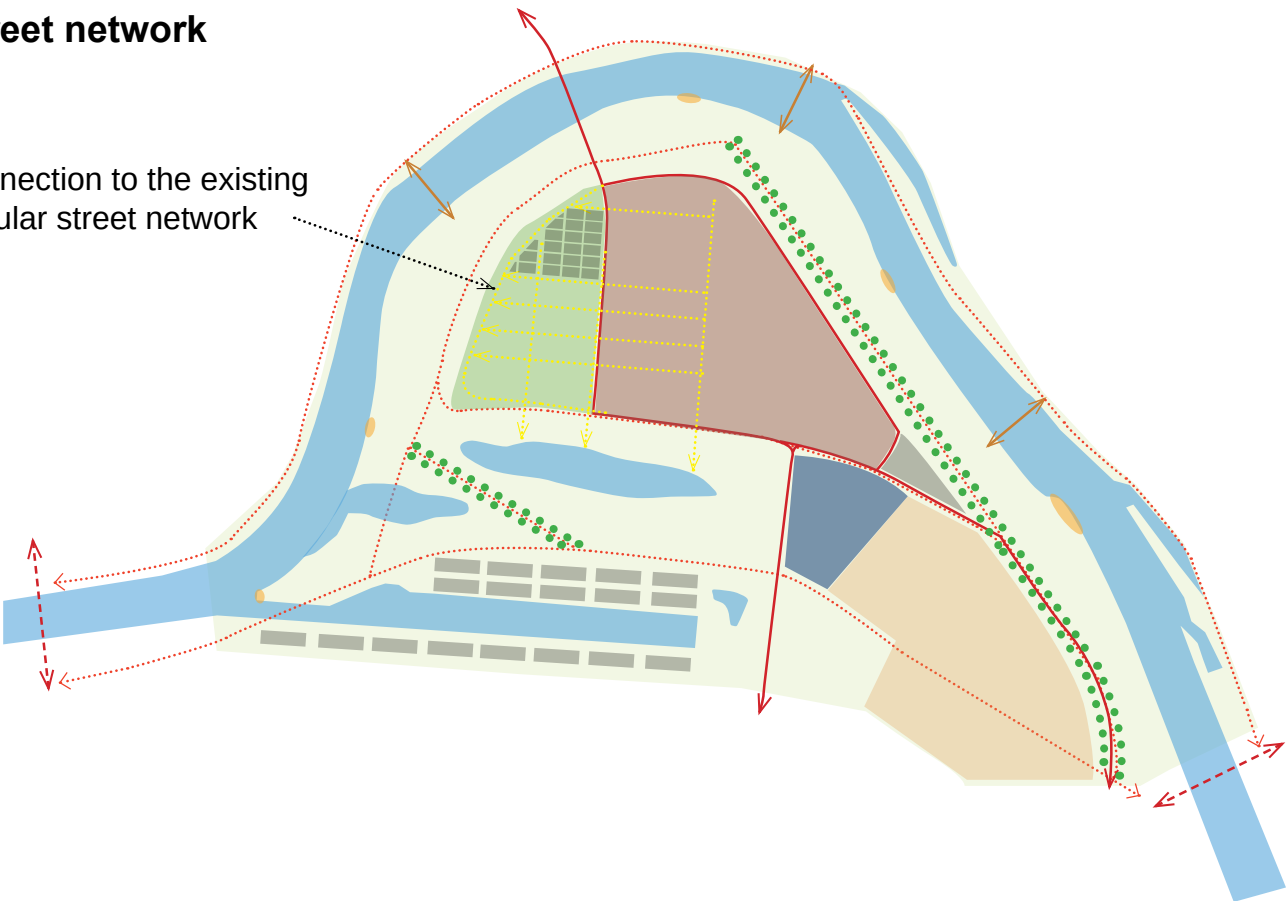 eet network
nection to the existing
ular street network